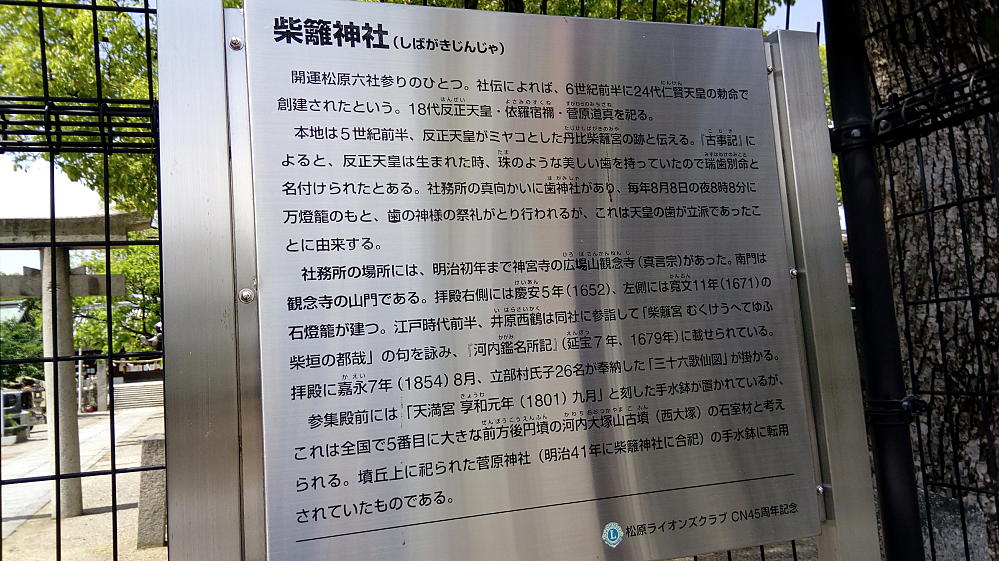 柴籬神社(しばがきじんじゃ)
開運松原六社参りのひとつ。社伝によれば、6世紀前半に24代仁賢天皇の勅命で
創建されたという。18代反正天皇・依羅宿禰・菅原道真を祀る。
本地は5世紀前半、反正天皇がミヤコとした丹比柴籬宮の跡と伝える。『古事記』に
よると、反正天皇は生まれた時、珠のような美しい歯を持っていたので瑞歯別命と
名付けられたとある。社務所の真向かいに歯神社があり、毎年8月8日の夜8時8分に
万燈籠のもと、歯の神様の祭礼がとり行われるが、これは天皇の歯が立派であったこ
とに由来する。
社務所の場所には、明治初年まで神宮寺の広場山観念寺(真言宗)があった。南門は
観念寺の山門である。拝殿右側には慶安5年(1652)、左側には寛文11年(1671)の
石燈籠が建つ。江戸時代前半、井原西鶴は同社に参詣して「柴籬宮 むくけうへてゆふ
柴垣の都哉」の句を詠み、『河内鑑名所記』(延宝7年、1679年)に載せられている。
拝殿に嘉永7年(1854)8月、立部村氏子26名が奉納した「三十六歌仙図」が掛かる。
参集殿前には「天満宮 享和元年(1801)九月」と刻した手水鉢が置かれているが、
これは全国で5番目に大きな前方後円墳の河内大塚山古墳(西大塚)の石室材と考え
られる。墳丘上に祀られた菅原神社(明治41年に柴籬神社に合祀)の手水鉢に転用
されていたものである。
松原ライオンズクラブ CN45周年記念